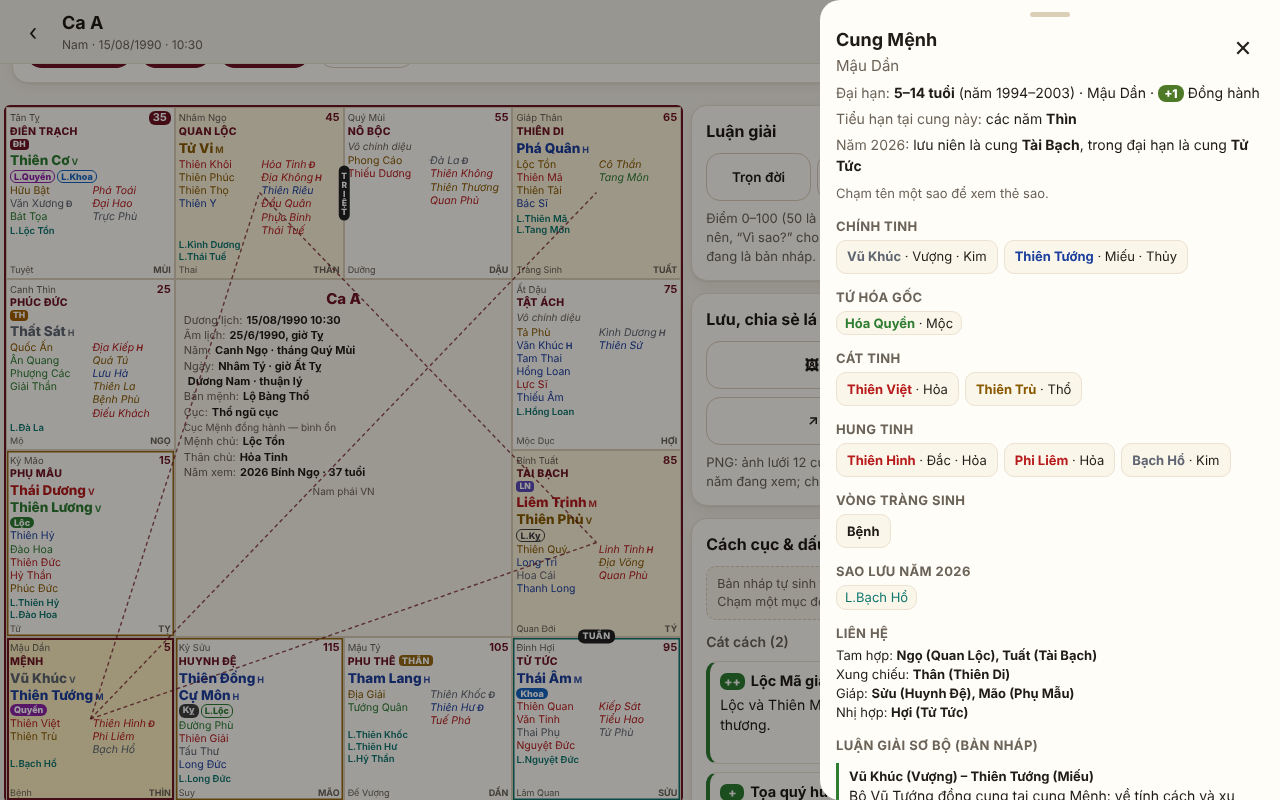 Ca A
Nam · 15/08/1990 · 10:30
Tân Tỵ
35
ĐIỀN TRẠCH
ĐH
Thiên Cơ V
L.Quyền L.Khoa
Hữu Bật
Văn Xương Đ
Bát Tọa
L.Lộc Tồn
Phá Toái
Đại Hao
Trực Phù
Tuyệt
MÙI
Nhâm Ngọ
45
QUAN LỘC
Tử Vi M
Thiên Khôi
Thiên Phúc
Thiên Thọ
Thiên Y
Hỏa Tinh Đ
Địa Không H
Thiên Riêu
Đẩu Quân
Phục Binh
Thái Tuế
L.Kình Dương
L.Thái Tuế
Thai
THÂN
TRIỆT
Quý Mùi
55
NÔ BỘC
Vô chính diệu
Phong Cáo
Thiếu Dương
Đà La Đ
Thiên Không
Thiên Thương
Quan Phủ
Dưỡng
DẬU
Giáp Thân
65
THIÊN DI
Phá Quân H
Lộc Tồn
Thiên Mã
Thiên Tài
Bác Sĩ
L.Thiên Mã
L.Tang Môn
Cô Thần
Tang Môn
Tràng Sinh
TUẤT
Canh Thìn
25
PHÚC ĐỨC
TH
Thất Sát H
Quốc Ấn
Ân Quang
Phượng Các
Giải Thần
Địa Kiếp H
Quả Tú
Lưu Hà
Thiên La
Bệnh Phù
Điếu Khách
L.Đà La
Mộ
NGỌ
Ca A
Dương lịch: 15/08/1990 10:30
Âm lịch: 25/6/1990, giờ Tỵ
Năm: Canh Ngọ · tháng Quý Mùi
Ngày: Nhâm Tý · giờ Ất Tỵ
Dương Nam · thuận lý
Bản mệnh: Lộ Bàng Thổ
Cục: Thổ ngũ cục
Cục Mệnh đồng hành — bình ổn
Mệnh chủ: Lộc Tồn
Thân chủ: Hỏa Tinh
Năm xem: 2026 Bính Ngọ · 37 tuổi
Nam phái VN
Ất Dậu
75
TẬT ÁCH
Vô chính diệu
Tả Phù
Văn Khúc H
Tam Thai
Hồng Loan
Lực Sĩ
Thiếu Âm
L.Hồng Loan
Kình Dương H
Thiên Sứ
Mộc Dục
HỢI
Kỷ Mão
15
PHỤ MẪU
Thái Dương V
Thiên Lương V
Lộc
Thiên Hỷ
Đào Hoa
Thiên Đức
Hỷ Thần
Phúc Đức
L.Thiên Hỷ
L.Đào Hoa
Tử
TỴ
Bính Tuất
85
TÀI BẠCH
LN
Liêm Trinh M
Thiên Phủ V
L.Kỵ
Thiên Quý
Long Trì
Hoa Cái
Thanh Long
Linh Tinh H
Địa Võng
Quan Phù
Quan Đới
TÝ
Mậu Dần
5
MỆNH
Vũ Khúc V
Thiên Tướng M
Quyền
Thiên Việt
Thiên Trù
Thiên Hình Đ
Phi Liêm
Bạch Hổ
L.Bạch Hổ
Bệnh
THÌN
Kỷ Sửu
115
HUYNH ĐỆ
Thiên Đồng H
Cự Môn H
Kỵ L.Lộc
Đường Phù
Thiên Giải
Tấu Thư
Long Đức
L.Long Đức
Suy
MÃO
Mậu Tý
105
PHU THÊ THÂN
Tham Lang H
Địa Giải
Tướng Quân
Thiên Khốc Đ
Thiên Hư Đ
Tuế Phá
L.Thiên Khốc
L.Thiên Hư
L.Hỷ Thần
Đế Vượng
DẦN
TUẦN
Đinh Hợi
95
TỬ TỨC
Thái Âm M
Khoa
Thiên Quan
Văn Tinh
Thai Phụ
Nguyệt Đức
L.Nguyệt Đức
Kiếp Sát
Tiểu Hao
Tử Phù
Lâm Quan
SỬU
Luận giải
Trọn đời
Điểm 0–100 (50 là
nên, “Vì sao?” cho
đang là bản nháp.
Lưu, chia sẻ lá
PNG: ảnh lưới 12 c
năm đang xem; ch
Cách cục & dấu
Bản nháp tự sinh
Chạm một mục để
Cát cách (2)
++ Lộc Mã gia
Lộc và Thiên M
thương.
+ Tọa quý hư
Cung Mệnh
Mậu Dần
Đại hạn: 5–14 tuổi (năm 1994–2003) · Mậu Dần · +1 Đồng hành
Tiểu hạn tại cung này: các năm Thìn
Năm 2026: lưu niên là cung Tài Bạch, trong đại hạn là cung Tử
Tức
Chạm tên một sao để xem thẻ sao.
CHÍNH TINH
Vũ Khúc · Vượng · Kim
Thiên Tướng · Miếu · Thủy
TỨ HÓA GỐC
Hóa Quyền · Mộc
CÁT TINH
Thiên Việt · Hỏa
Thiên Trù · Thổ
HUNG TINH
Thiên Hình · Đắc · Hỏa
Phi Liêm · Hỏa
Bạch Hổ · Kim
VÒNG TRÀNG SINH
Bệnh
SAO LƯU NĂM 2026
L.Bạch Hổ
LIÊN HỆ
Tam hợp: Ngọ (Quan Lộc), Tuất (Tài Bạch)
Xung chiếu: Thân (Thiên Di)
Giáp: Sửu (Huynh Đệ), Mão (Phụ Mẫu)
Nhị hợp: Hợi (Tử Tức)
LUẬN GIẢI SƠ BỘ (BẢN NHÁP)
Vũ Khúc (Vượng) – Thiên Tướng (Miếu)
Bộ Vũ Tướng đồng cung tại cung Mệnh: về tính cách và xu